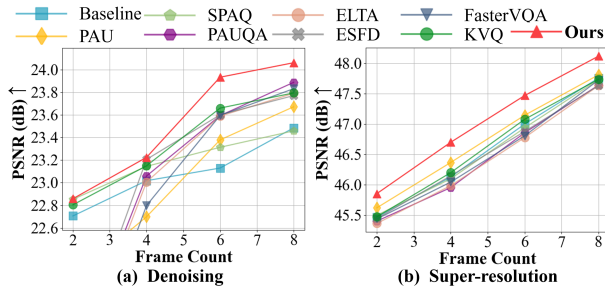 Baseline SPAQ ELTA FasterVQA
PAU PAUQA ESFD KVQ Ours
PSNR (dB) ↑
24.0
23.8
23.6
23.4
23.2
23.0
22.8
22.6
2 3 4 5 6 7 8
Frame Count
(a) Denoising
PSNR (dB) ↑
48.0
47.5
47.0
46.5
46.0
45.5
2 3 4 5 6 7 8
Frame Count
(b) Super-resolution